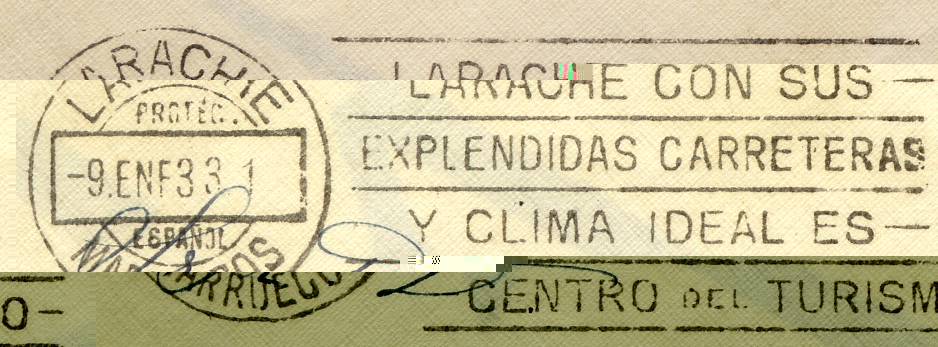 LARACHE
PROTEC.
-9.ENE33 1
ESPAÑOL
MARRUECOS
LARACHE CON SUS —
EXPLENDIDAS CARRETERAS
Y CLIMA IDEAL ES —
CENTRO DEL TURISM
O —